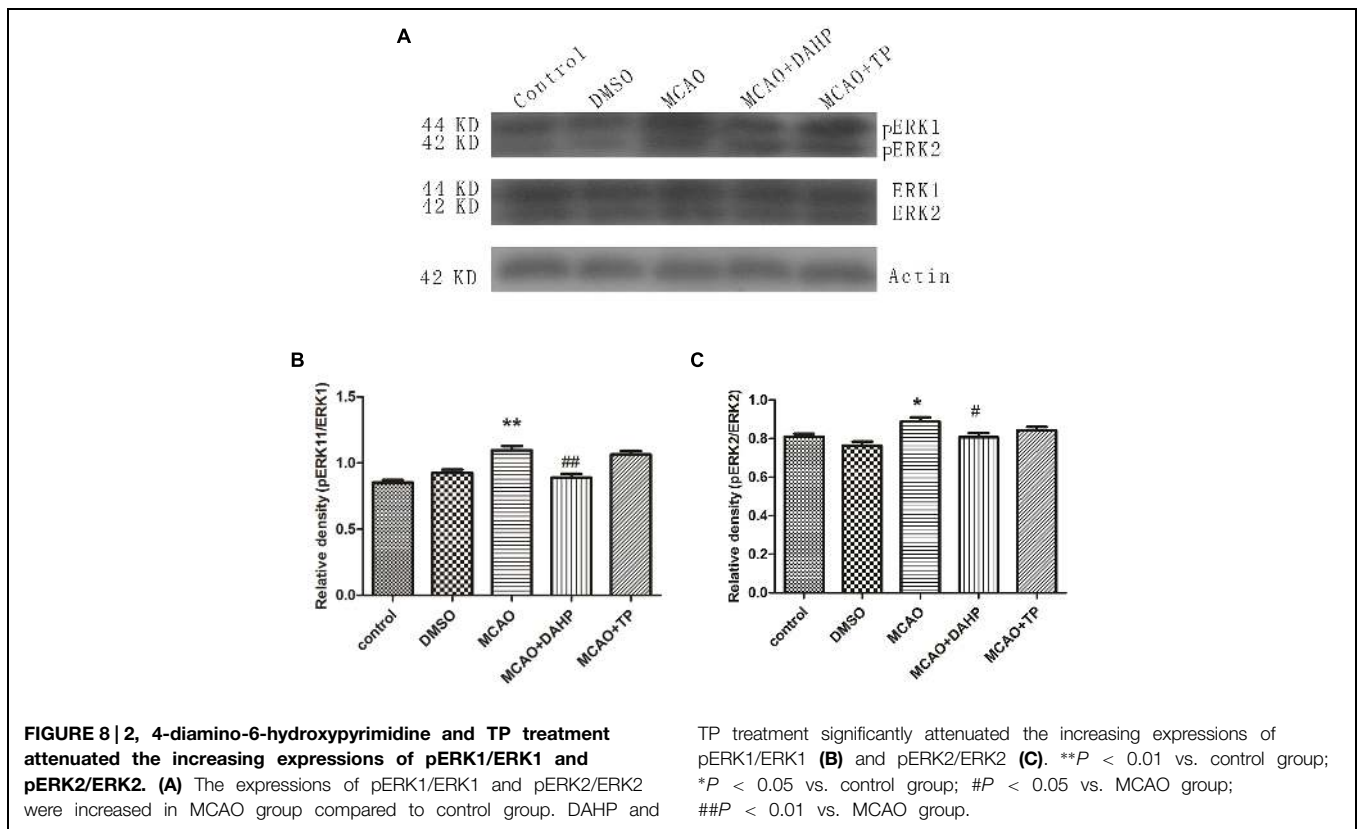 A
Control
DMSO
MCAO
MCAO+DAHP
MCAO+TP
44 KD
42 KD
pERK1
pERK2
44 KD
42 KD
ERK1
ERK2
42 KD
Actin
B
Relative density (pERK11/ERK1)
1.5
1.0
0.5
0.0
**
##
control
DMSO
MCAO
MCAO+DAHP
MCAO+TP
C
Relative density (pERK2/ERK2)
1.0
0.8
0.6
0.4
0.2
0.0
*
#
control
DMSO
MCAO
MCAO+DAHP
MCAO+TP
FIGURE 8 | 2, 4-diamino-6-hydroxypyrimidine and TP treatment
attenuated the increasing expressions of pERK1/ERK1 and
pERK2/ERK2. (A) The expressions of pERK1/ERK1 and pERK2/ERK2
were increased in MCAO group compared to control group. DAHP and
TP treatment significantly attenuated the increasing expressions of
pERK1/ERK1 (B) and pERK2/ERK2 (C). **P < 0.01 vs. control group;
*P < 0.05 vs. control group; #P < 0.05 vs. MCAO group;
##P < 0.01 vs. MCAO group.